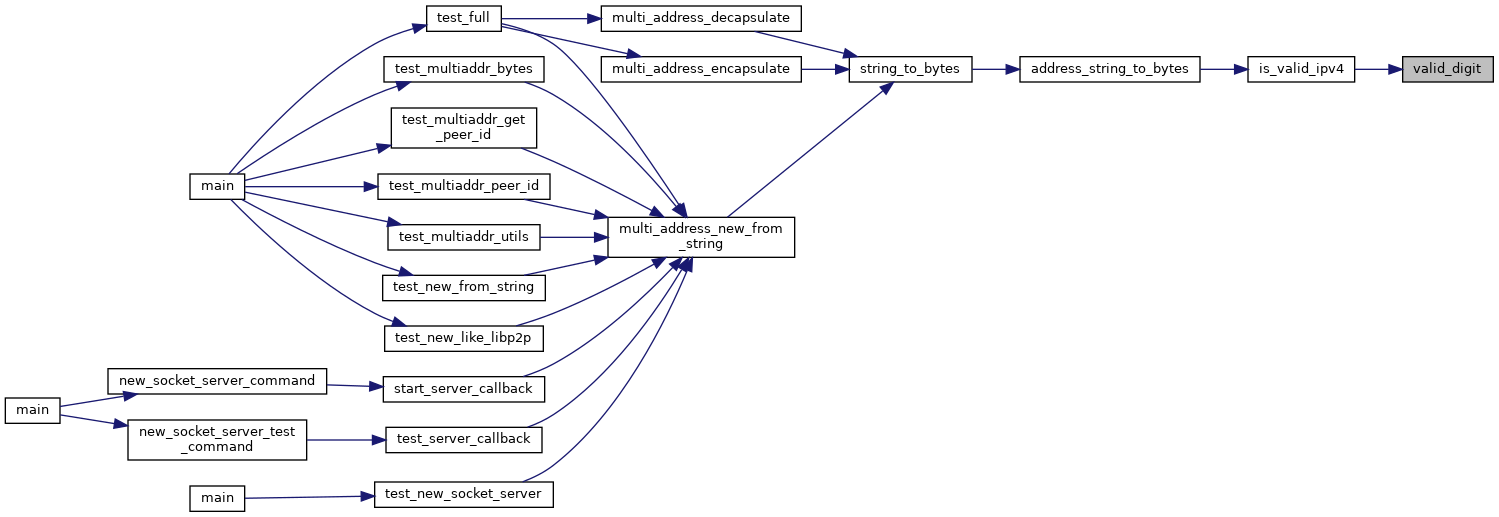 test_full
multi_address_decapsulate
test_multiaddr_bytes
multi_address_encapsulate
string_to_bytes
address_string_to_bytes
is_valid_ipv4
valid_digit
test_multiaddr_get
_peer_id
main
test_multiaddr_peer_id
test_multiaddr_utils
multi_address_new_from
_string
test_new_from_string
test_new_like_libp2p
new_socket_server_command
start_server_callback
main
new_socket_server_test
_command
test_server_callback
main
test_new_socket_server